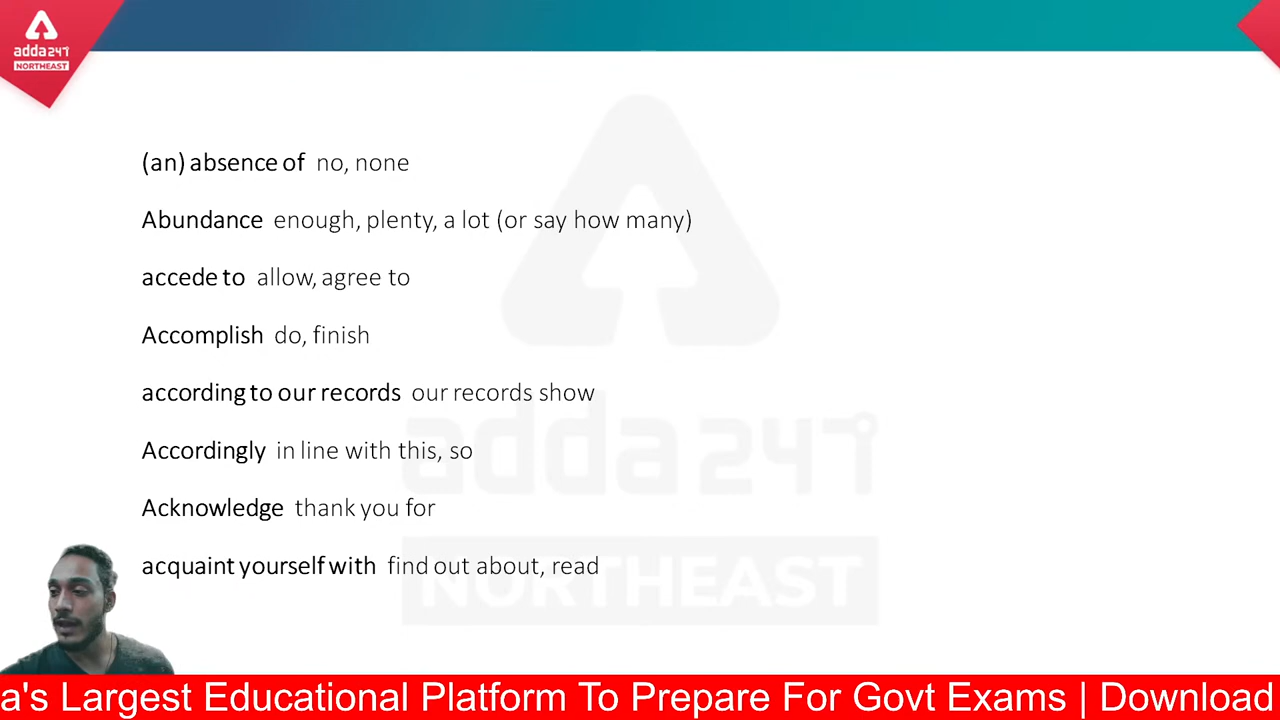 adda247
NORTHEAST
(an) absence of no, none
Abundance enough, plenty, a lot (or say how many)
accede to allow, agree to
Accomplish do, finish
according to our records our records show
Accordingly in line with this, so
Acknowledge thank you for
acquaint yourself with find out about, read
adda247
NORTHEAST
a's Largest Educational Platform To Prepare For Govt Exams | Download